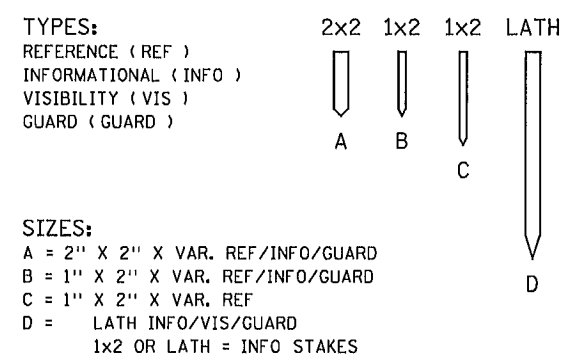 TYPES:
REFERENCE ( REF )
INFORMATIONAL ( INFO )
VISIBILITY ( VIS )
GUARD ( GUARD )
2x2 1x2 1x2 LATH
A
B
C
D
SIZES:
A = 2" X 2" X VAR. REF/INFO/GUARD
B = 1" X 2" X VAR. REF/INFO/GUARD
C = 1" X 2" X VAR. REF
D = LATH INFO/VIS/GUARD
1x2 OR LATH = INFO STAKES